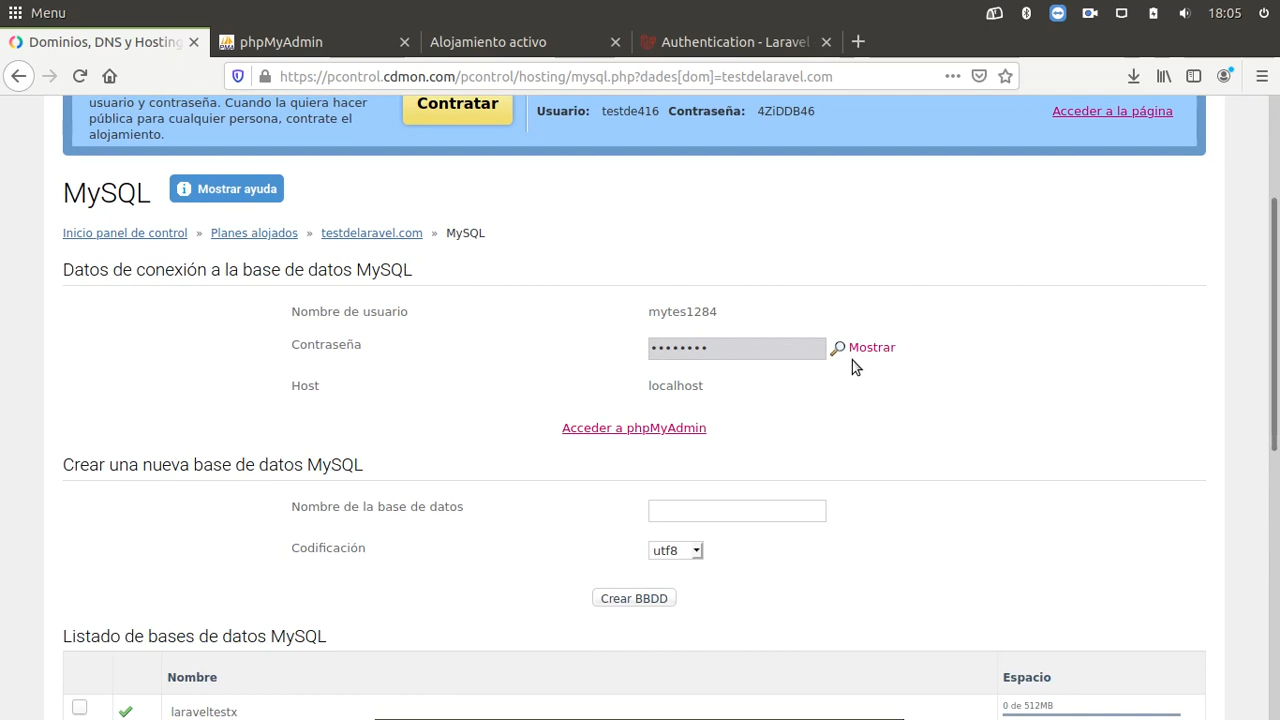 Menu 18:05
Dominios, DNS y Hosting phpMyAdmin Alojamiento activo Authentication - Laravel
https://pcontrol.cdmon.com/pcontrol/hosting/mysql.php?dades[dom]=testdelaravel.com
usuario y contraseña. Cuando la quiera hacer
pública para cualquier persona, contrate el
alojamiento.
Contratar
Usuario: testde416 Contraseña: 4ZiDDB46 Acceder a la página
MySQL Mostrar ayuda
Inicio panel de control » Planes alojados » testdelaravel.com » MySQL
Datos de conexión a la base de datos MySQL
Nombre de usuario mytes1284
Contraseña •••••••• Mostrar
Host localhost
Acceder a phpMyAdmin
Crear una nueva base de datos MySQL
Nombre de la base de datos
Codificación utf8
Crear BBDD
Listado de bases de datos MySQL
Nombre Espacio
laraveltestx 0 de 512MB